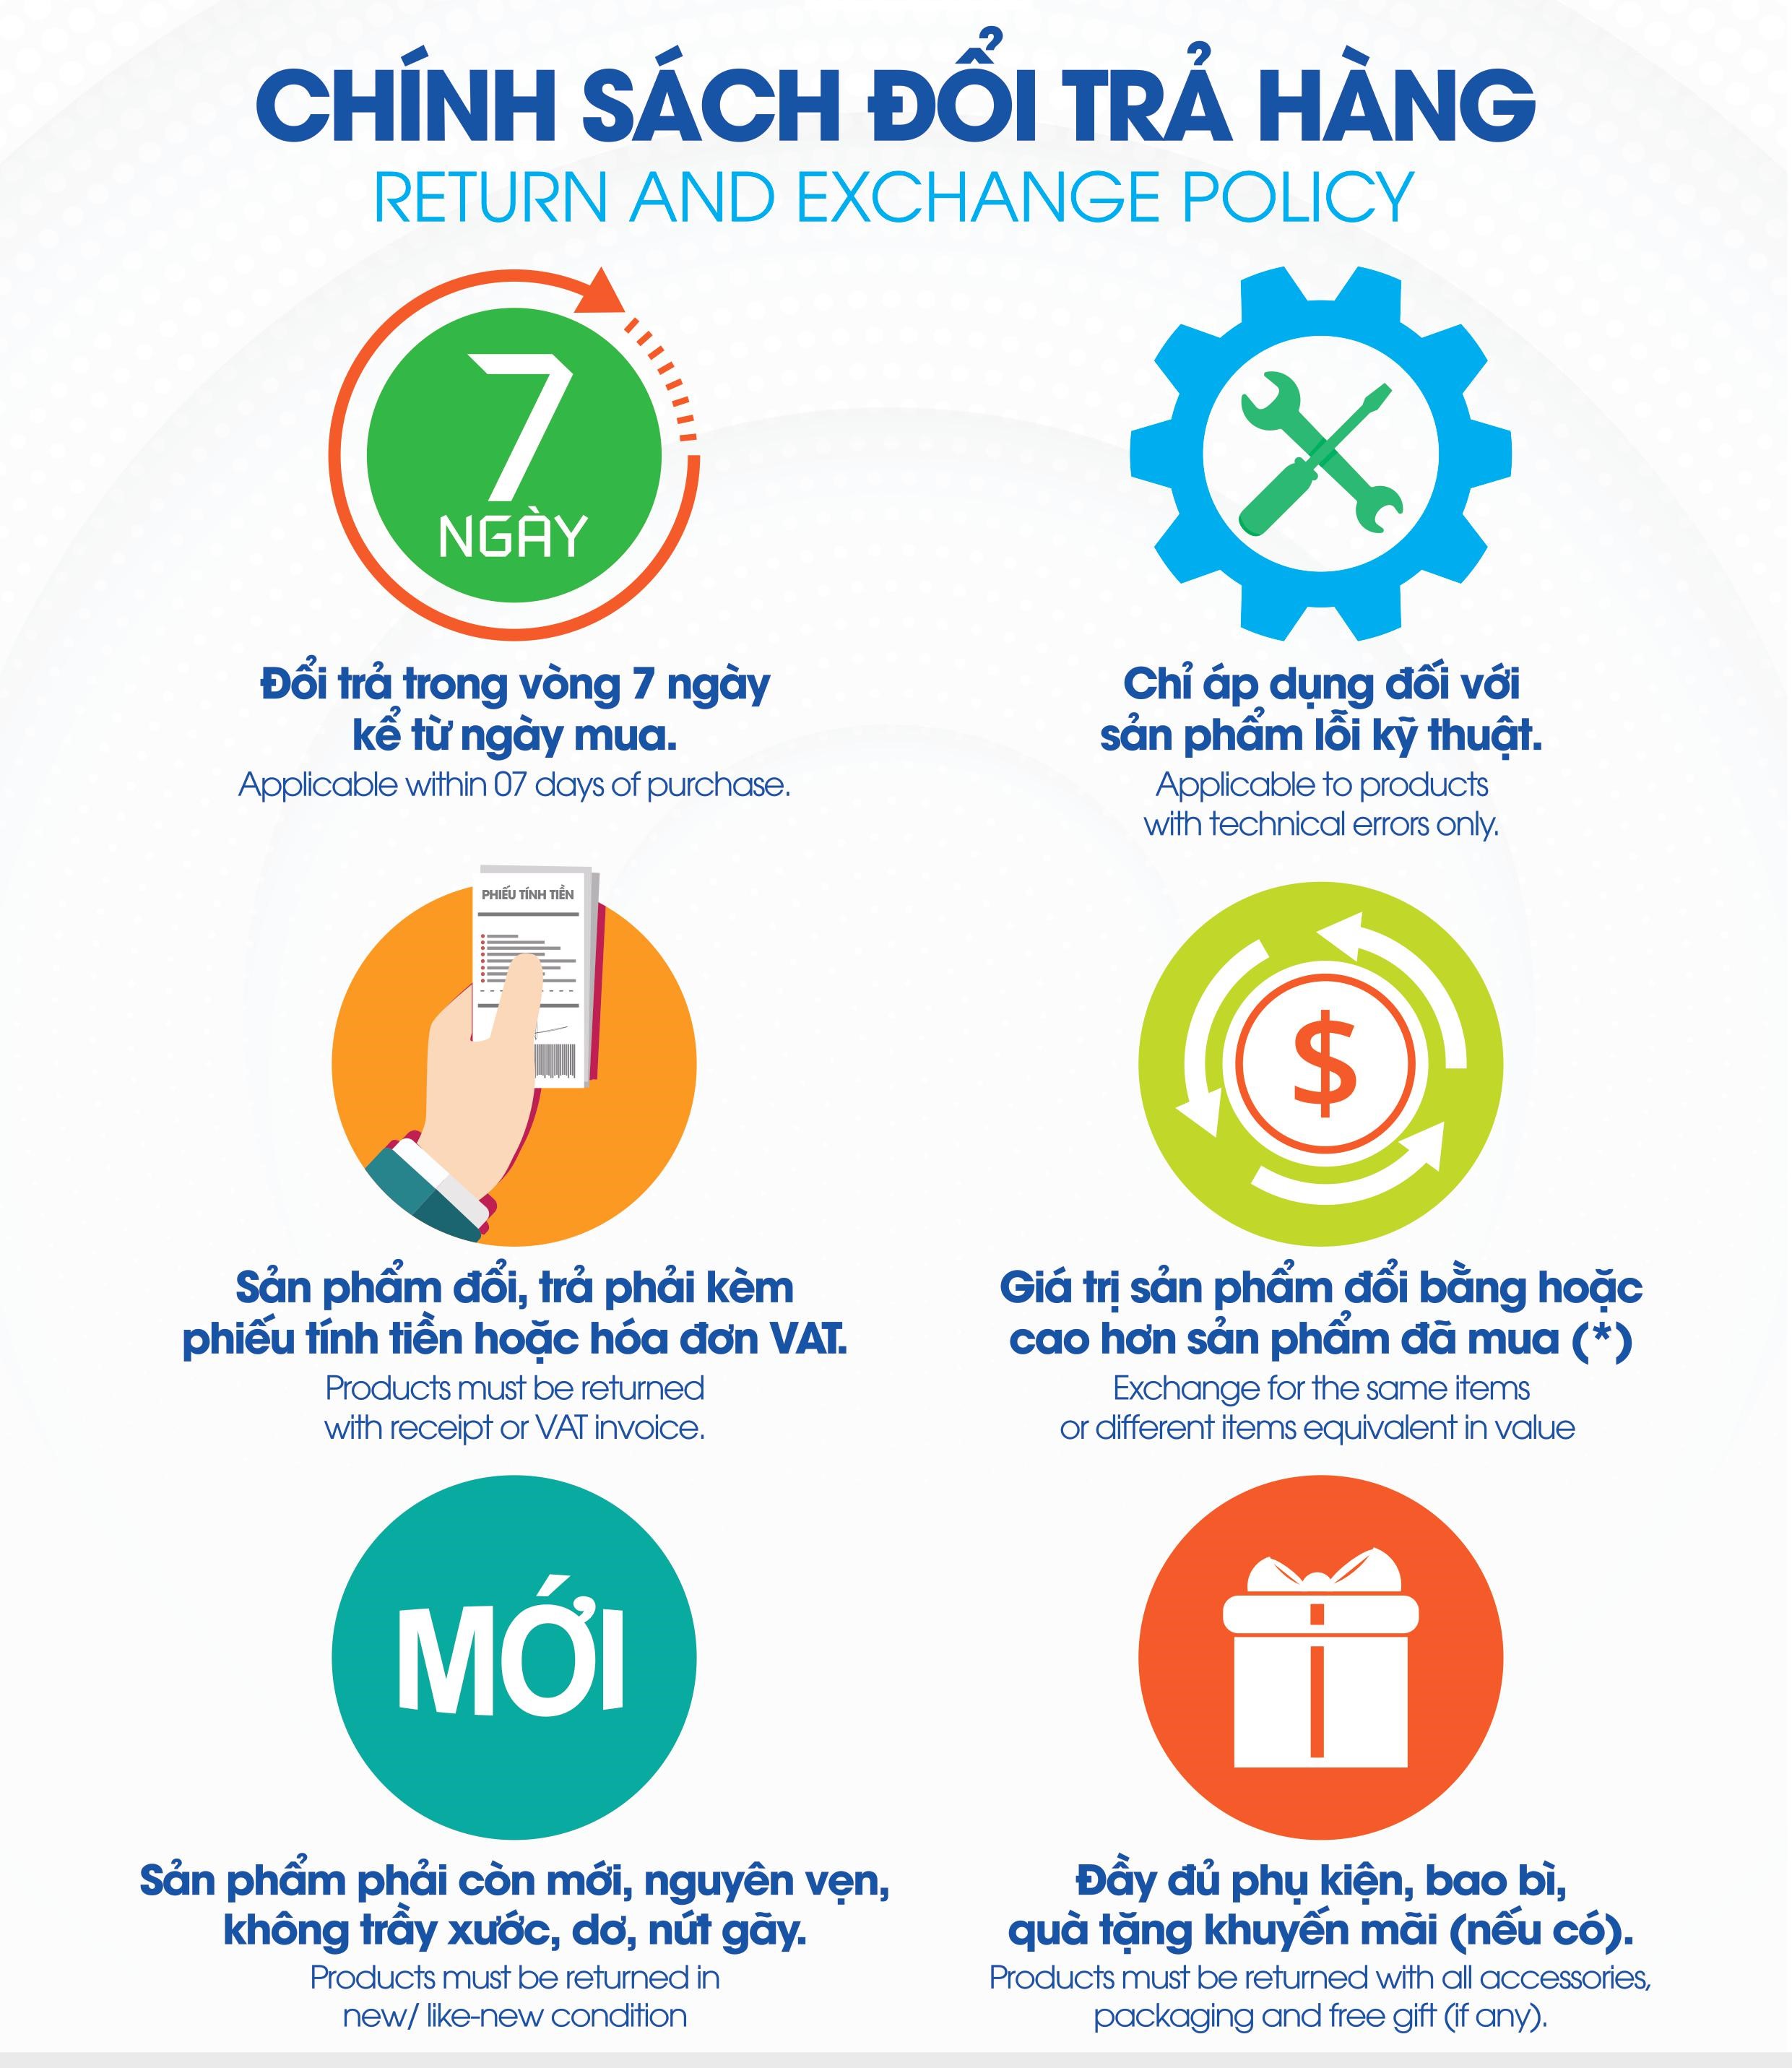 CHÍNH SÁCH ĐỔI TRẢ HÀNG
RETURN AND EXCHANGE POLICY
7
NGÀY
Đổi trả trong vòng 7 ngày
kể từ ngày mua.
Applicable within 07 days of purchase.
Chỉ áp dụng đối với
sản phẩm lỗi kỹ thuật.
Applicable to products
with technical errors only.
PHIẾU TÍNH TIỀN
Sản phẩm đổi, trả phải kèm
phiếu tính tiền hoặc hóa đơn VAT.
Products must be returned
with receipt or VAT invoice.
$
Giá trị sản phẩm đổi bằng hoặc
cao hơn sản phẩm đã mua (*)
Exchange for the same items
or different items equivalent in value
MỚI
Sản phẩm phải còn mới, nguyên vẹn,
không trầy xước, dơ, nứt gãy.
Products must be returned in
new/ like-new condition
Đầy đủ phụ kiện, bao bì,
quà tặng khuyến mãi (nếu có).
Products must be returned with all accessories,
packaging and free gift (if any).